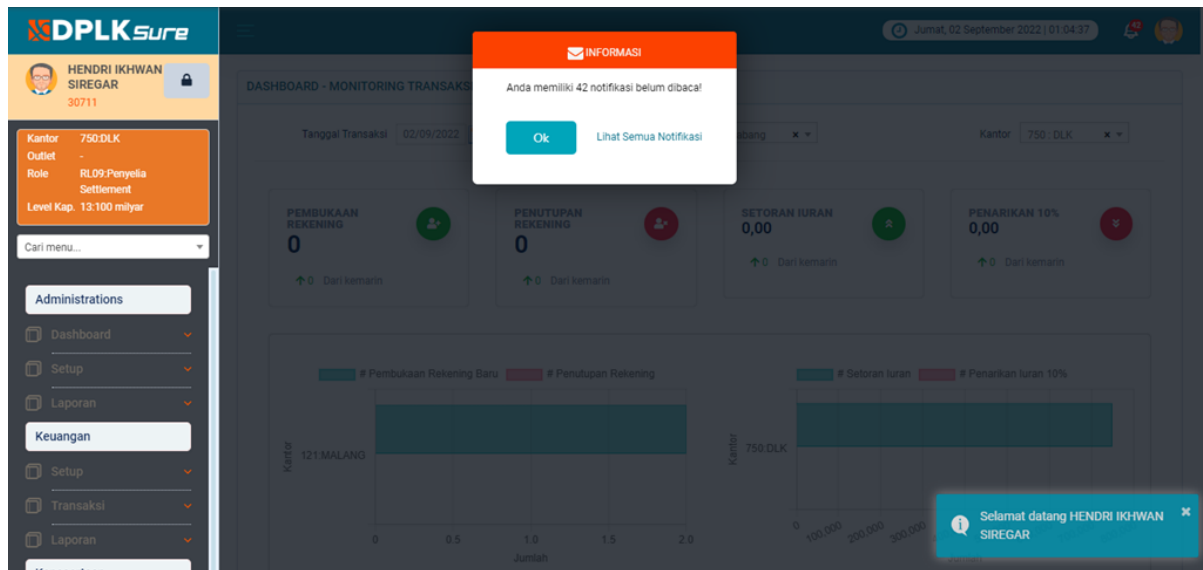 DPLKsure
HENDRI IKHWAN
SIREGAR
30711
Kantor 750:DLK
Outlet -
Role RL09:Penyelia
Settlement
Level Kap. 13:100 milyar
Cari menu...
Administrations
Dashboard
Setup
Laporan
Keuangan
Setup
Transaksi
Laporan
Jumat, 02 September 2022 | 01:04:37
42
INFORMASI
Anda memiliki 42 notifikasi belum dibaca!
Ok Lihat Semua Notifikasi
DASHBOARD - MONITORING TRANSAKSI
Tanggal Transaksi 02/09/2022
Kantor 750 : DLK
PEMBUKAAN
REKENING
0
0 Dari kemarin
PENUTUPAN
REKENING
0
0 Dari kemarin
SETORAN IURAN
0,00
0 Dari kemarin
PENARIKAN 10%
0,00
0 Dari kemarin
# Pembukaan Rekening Baru # Penutupan Rekening
Kantor
121:MALANG
0 0.5 1.0 1.5 2.0
Jumlah
# Setoran Iuran # Penarikan Iuran 10%
Kantor
750:DLK
0 100,000 200,000 300,000
Selamat datang HENDRI IKHWAN
SIREGAR